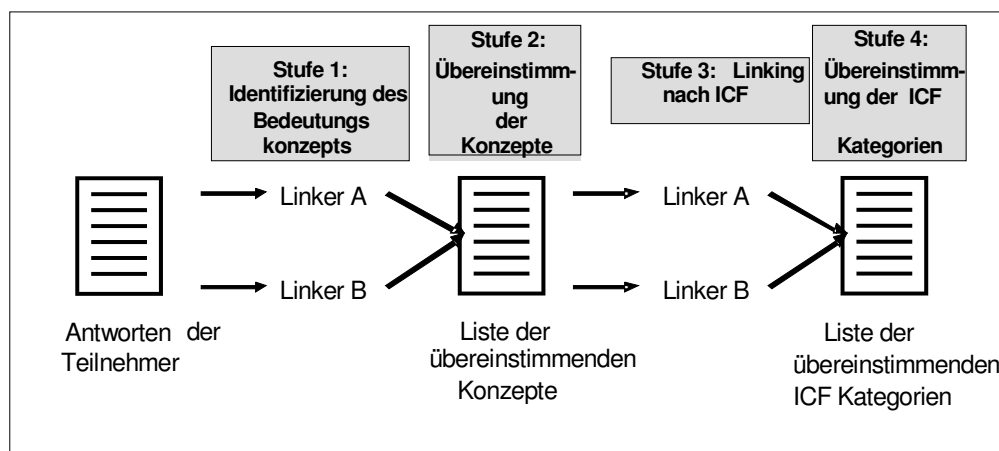 Stufe 1:
Identifizierung des
Bedeutungs
konzepts
Stufe 2:
Übereinstimm-
ung
der
Konzepte
Stufe 3: Linking
nach ICF
Stufe 4:
Übereinstimm-
ung der ICF
Kategorien
Linker A
Linker A
Linker B
Linker B
Antworten der
Teilnehmer
Liste der
übereinstimmenden
Konzepte
Liste der
übereinstimmenden
ICF Kategorien